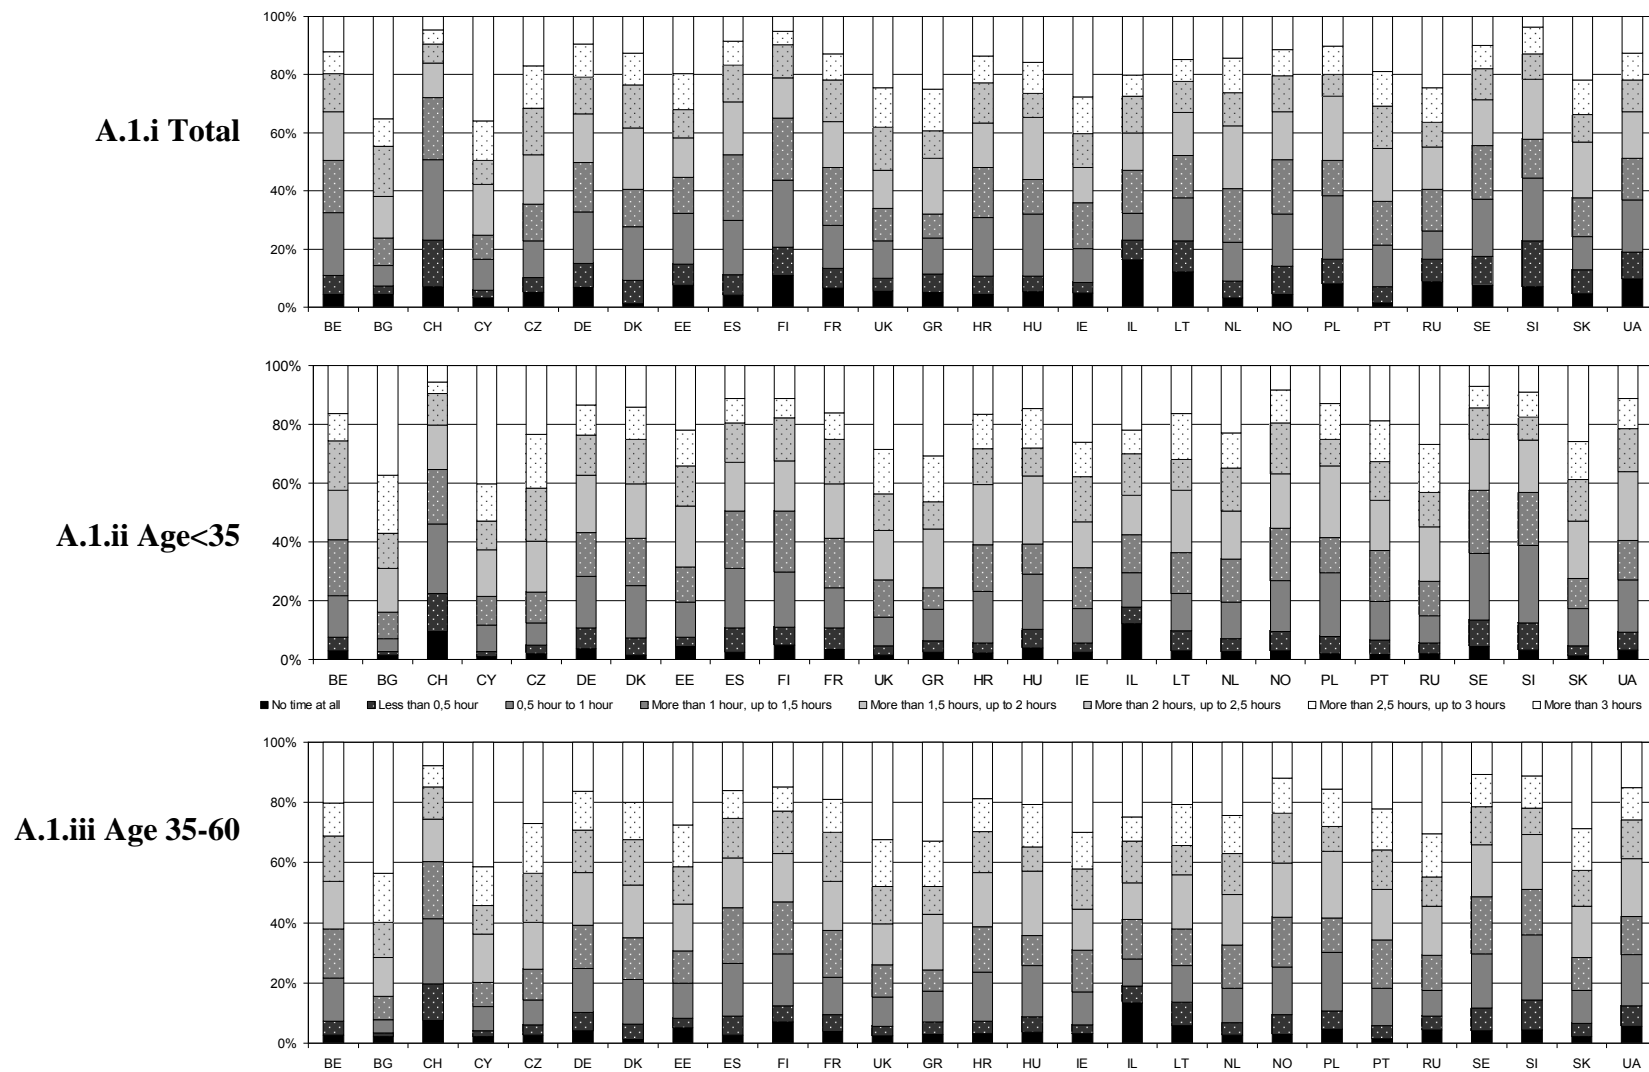 A.1.i Total
100%
80%
60%
40%
20%
0%
BE BG CH CY CZ DE DK EE ES FI FR UK GR HR HU IE IL LT NL NO PL PT RU SE SI SK UA
A.1.ii Age<35
100%
80%
60%
40%
20%
0%
BE BG CH CY CZ DE DK EE ES FI FR UK GR HR HU IE IL LT NL NO PL PT RU SE SI SK UA
No time at all Less than 0,5 hour 0,5 hour to 1 hour More than 1 hour, up to 1,5 hours More than 1,5 hours, up to 2 hours More than 2 hours, up to 2,5 hours More than 2,5 hours, up to 3 hours More than 3 hours
A.1.iii Age 35-60
100%
80%
60%
40%
20%
0%
BE BG CH CY CZ DE DK EE ES FI FR UK GR HR HU IE IL LT NL NO PL PT RU SE SI SK UA